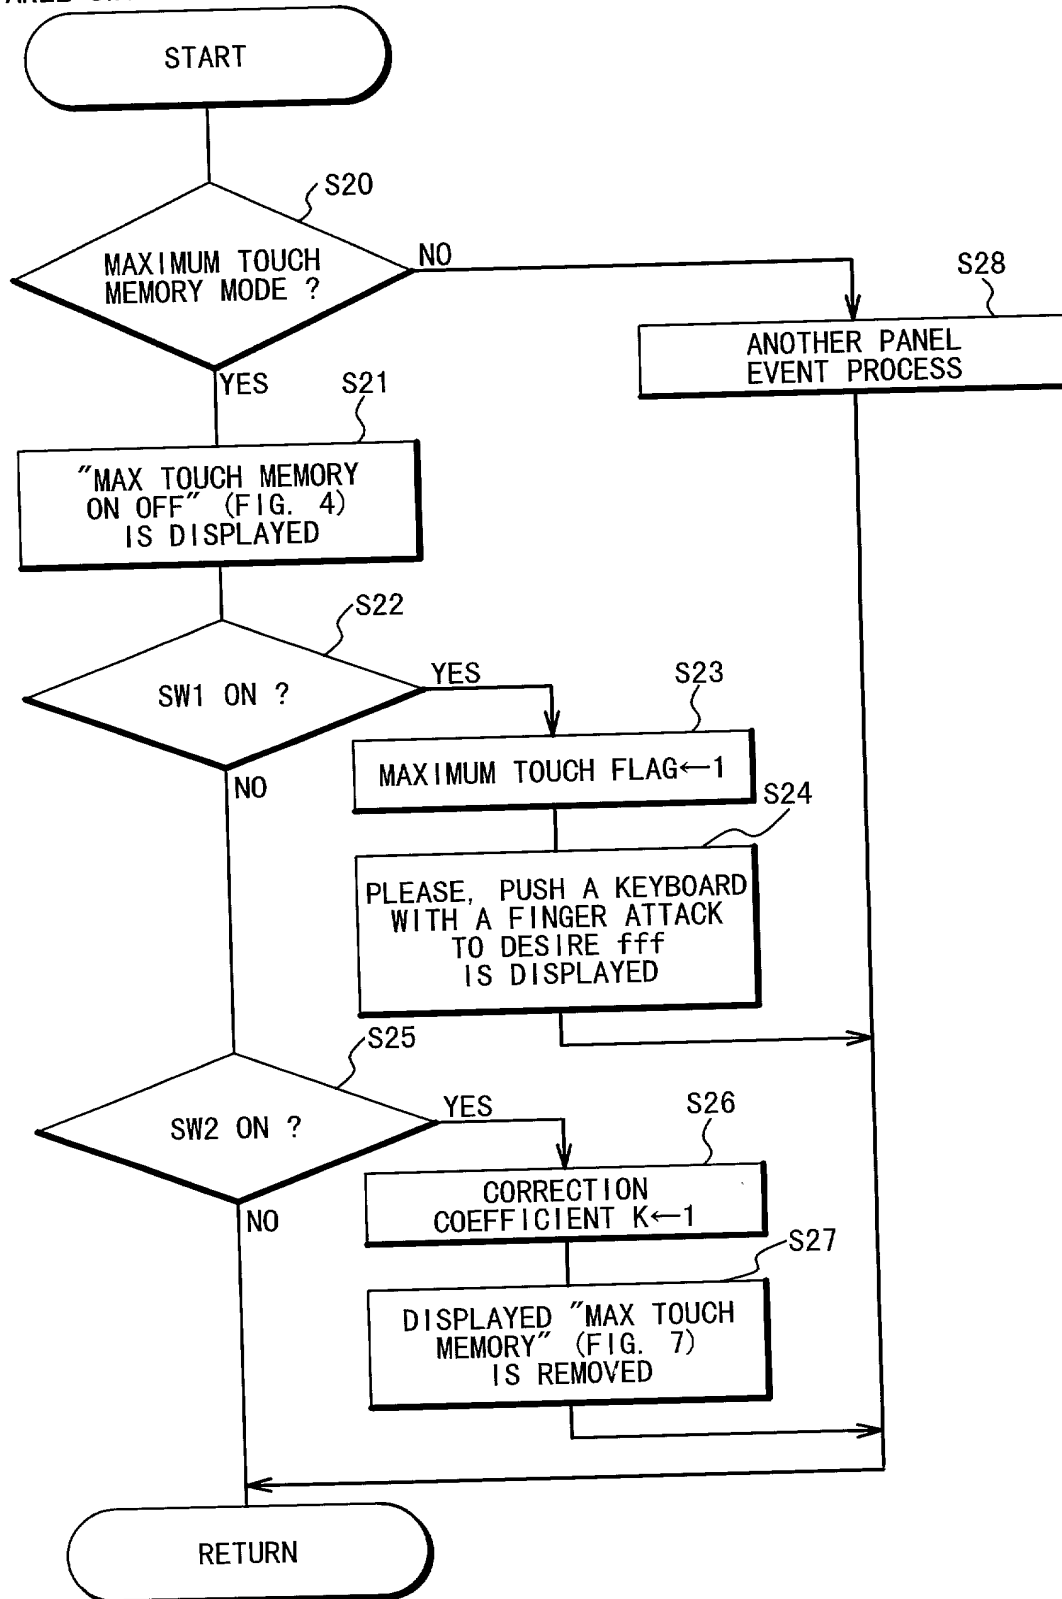 START
S20
MAXIMUM TOUCH
MEMORY MODE ?
NO
S28
ANOTHER PANEL
EVENT PROCESS
YES
S21
"MAX TOUCH MEMORY
ON OFF" (FIG. 4)
IS DISPLAYED
S22
SW1 ON ?
YES
S23
MAXIMUM TOUCH FLAG←1
NO
S24
PLEASE, PUSH A KEYBOARD
WITH A FINGER ATTACK
TO DESIRE fff
IS DISPLAYED
S25
SW2 ON ?
YES
S26
CORRECTION
COEFFICIENT K←1
NO
S27
DISPLAYED "MAX TOUCH
MEMORY" (FIG. 7)
IS REMOVED
RETURN